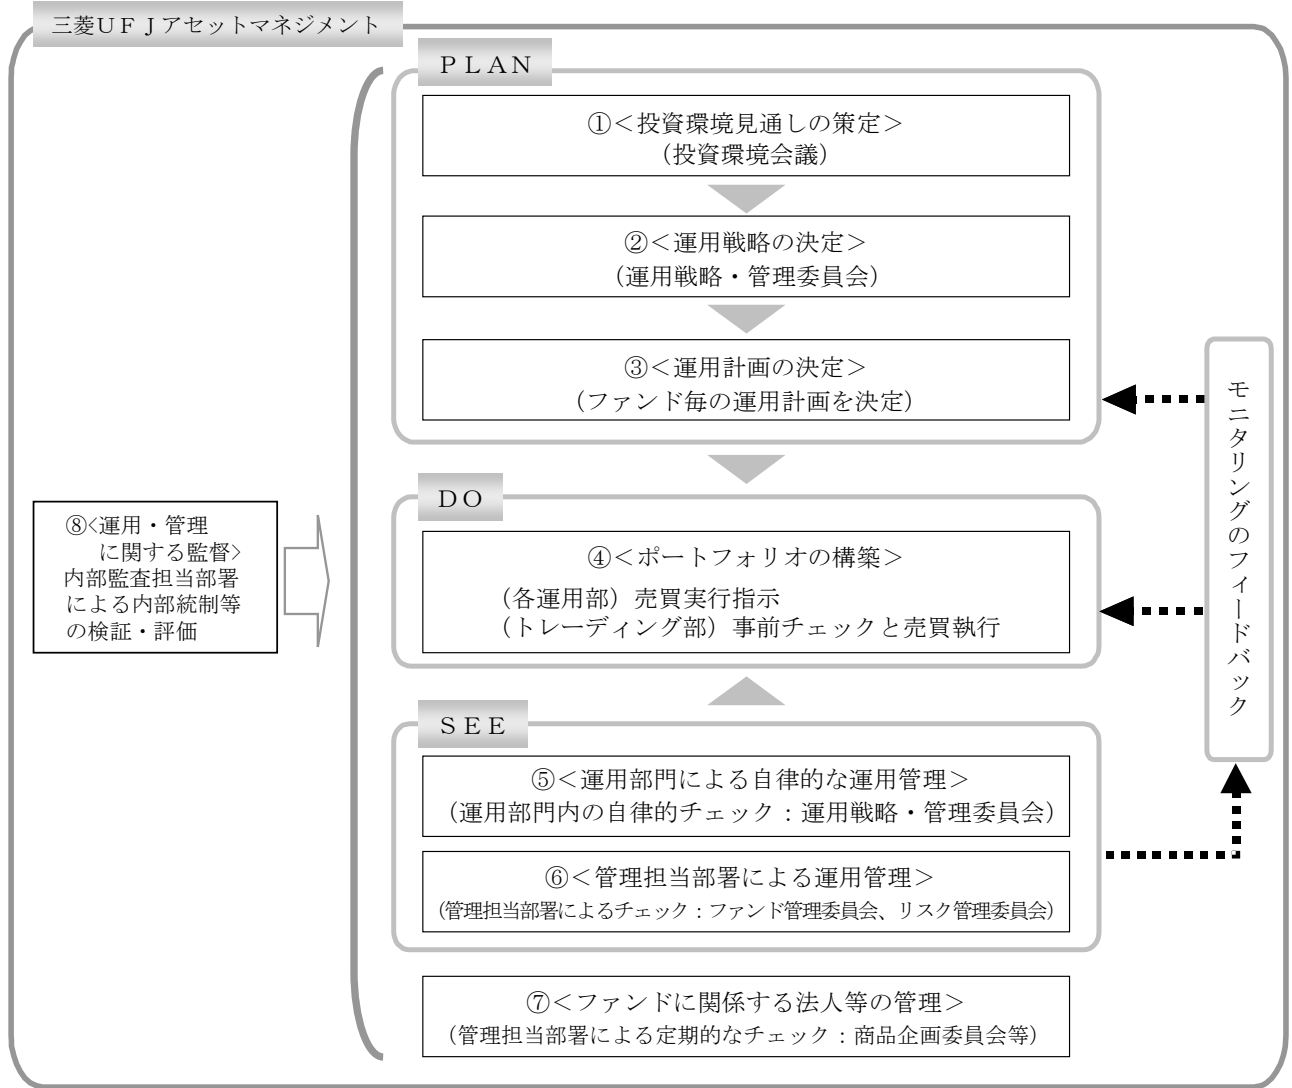 三菱ＵＦＪアセットマネジメント
ＰＬＡＮ
①＜投資環境見通しの策定＞
（投資環境会議）
②＜運用戦略の決定＞
（運用戦略・管理委員会）
③＜運用計画の決定＞
（ファンド毎の運用計画を決定）
ＤＯ
④＜ポートフォリオの構築＞
（各運用部）売買実行指示
（トレーディング部）事前チェックと売買執行
ＳＥＥ
⑤＜運用部門による自律的な運用管理＞
（運用部門内の自律的チェック：運用戦略・管理委員会）
⑥＜管理担当部署による運用管理＞
（管理担当部署によるチェック：ファンド管理委員会、リスク管理委員会）
⑦＜ファンドに関係する法人等の管理＞
（管理担当部署による定期的なチェック：商品企画委員会等）
⑧<運用・管理
に関する監督>
内部監査担当部署
による内部統制等
の検証・評価
モニタリングのフィードバック